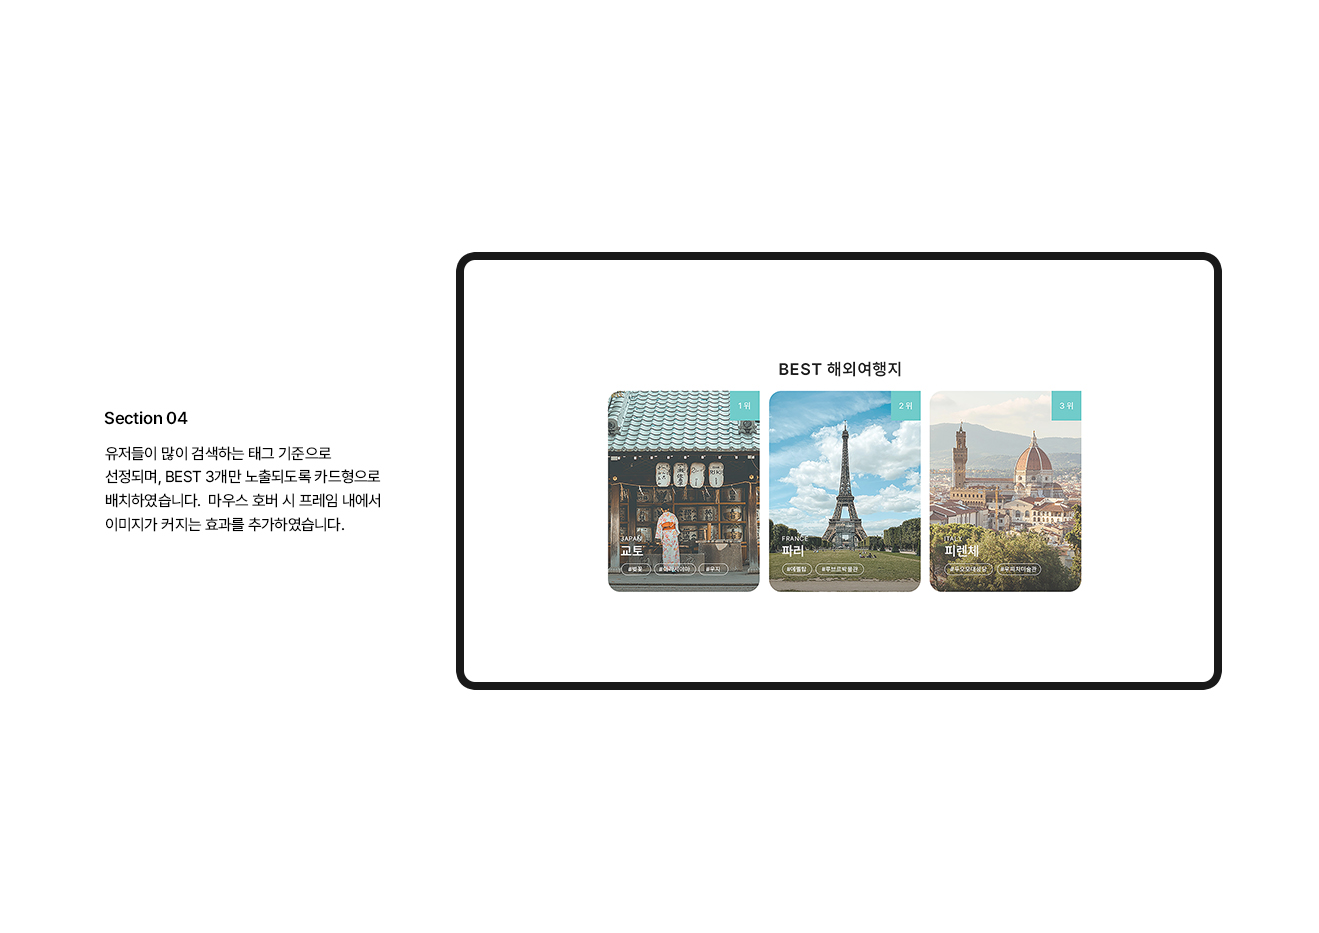 Section 04
유저들이 많이 검색하는 태그 기준으로
선정되며, BEST 3개만 노출되도록 카드형으로
배치하였습니다. 마우스 호버 시 프레임 내에서
이미지가 커지는 효과를 추가하였습니다.
BEST 해외여행지
1위
2위
3위
JAPAN
교토
#벚꽃 #아라시야마 #우지
FRANCE
파리
#에펠탑 #루브르박물관
ITALY
피렌체
#두오모대성당 #우피치미술관